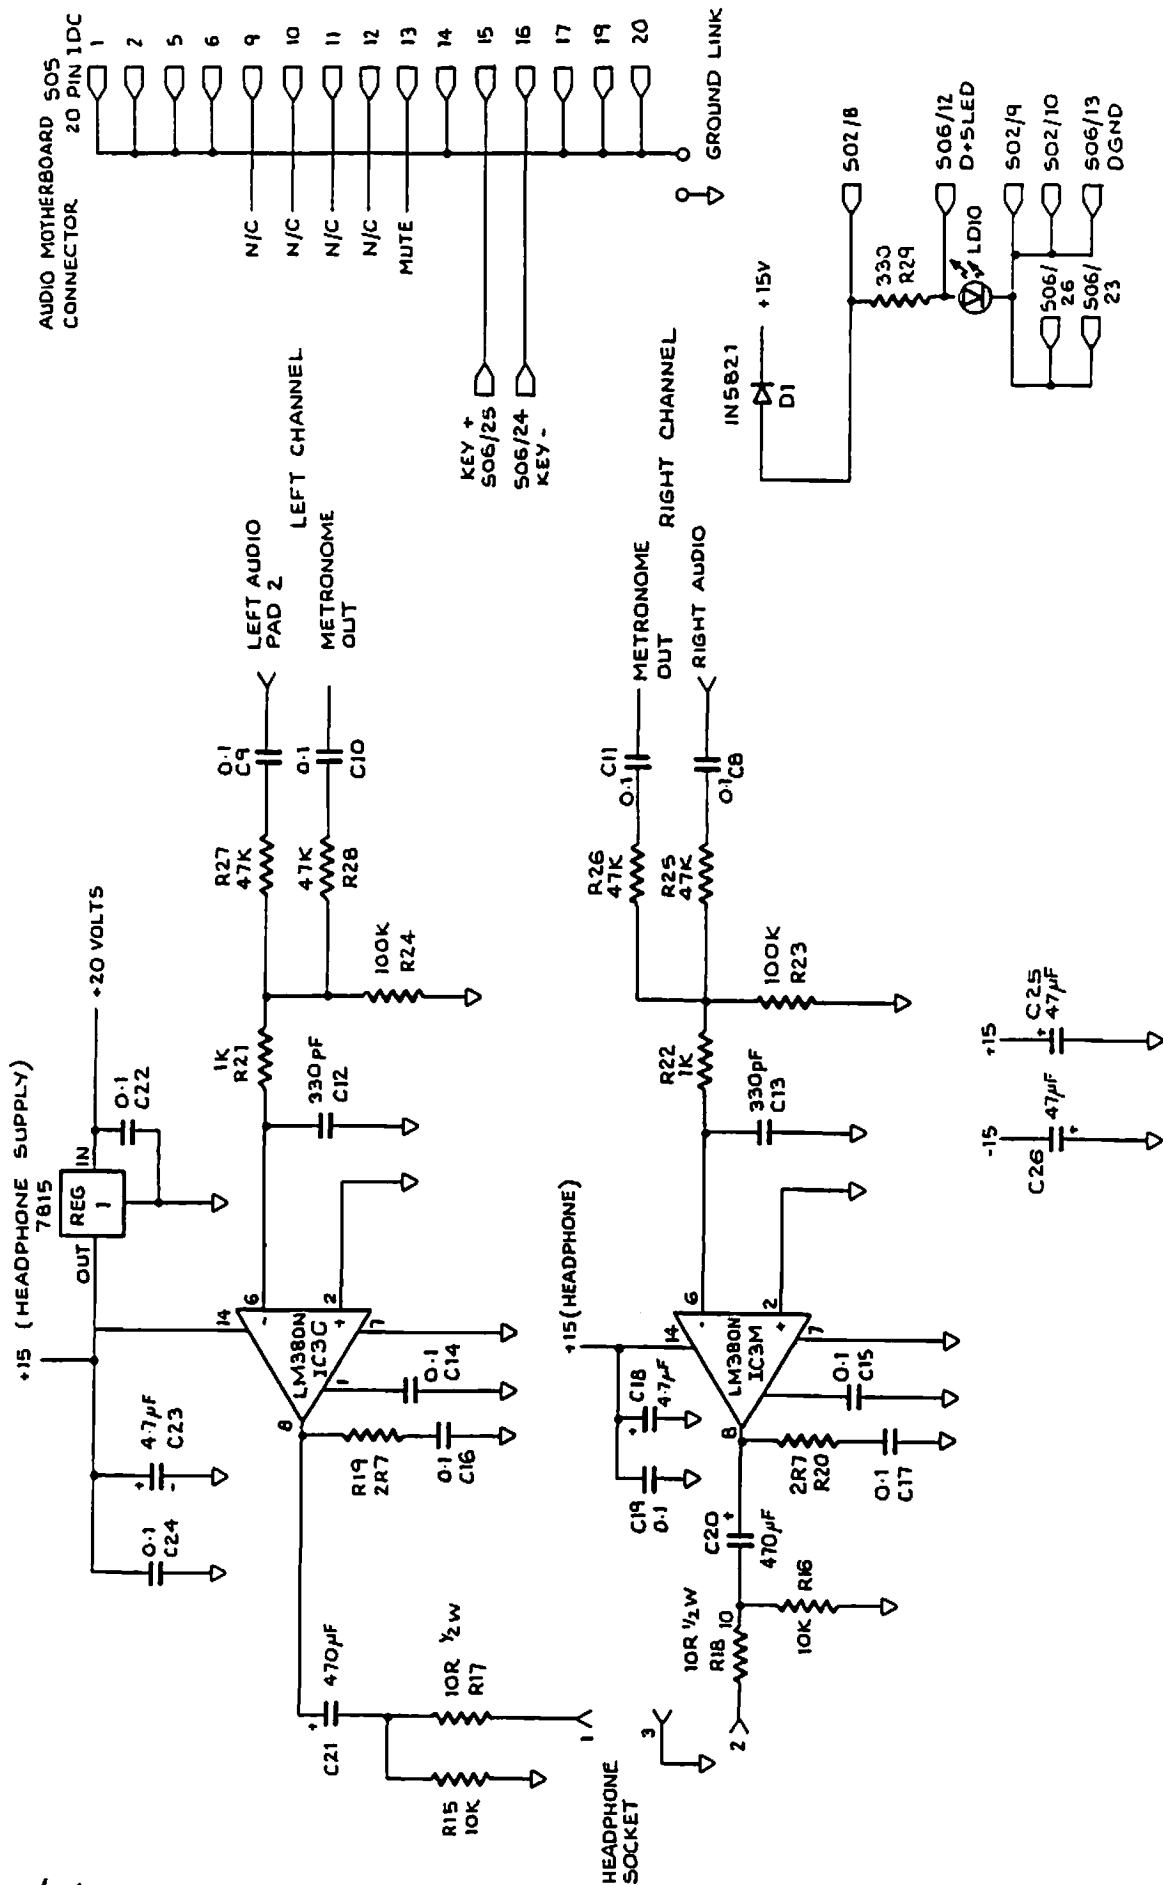 AUDIO MOTHERBOARD SO5
CONNECTOR 20 PIN IDC
1
2
5
6
9
10
11
12
13
14
15
16
17
19
20
N/C
N/C
N/C
N/C
MUTE
KEY +
SO6/25
SO6/24
KEY -
GROUND LINK
+15 (HEADPHONE SUPPLY)
7815
REG
1
IN
OUT
+20 VOLTS
0·1
C22
4·7µF
C23
+
-
0·1
C24
LEFT AUDIO
PAD 2
LEFT CHANNEL
METRONOME
OUT
0·1
C9
0·1
C10
R27
47K
47K
R28
100K
R24
1K
R21
330pF
C12
14
6
-
2
+
7
LM380N
IC3G
1
8
0·1
C14
R19
2R7
0·1
C16
+
470µF
C21
10R ½W
R17
R15
10K
1
HEADPHONE
SOCKET
3
2
METRONOME
OUT
RIGHT CHANNEL
RIGHT AUDIO
C11
0·1
0·1
C8
R26
47K
R25
47K
100K
R23
R22
1K
330pF
C13
+15 (HEADPHONE)
14
6
-
2
+
7
LM380N
IC3M
8
C18
4·7µF
+
C19
0·1
0·1
C15
2R7
R20
0·1
C17
C20
+
470µF
10R ½W
R18
10
R16
10K
+15
+
C25
47µF
-15
47µF
+
C26
IN5821
D1
+15V
SO2/8
330
R29
SO6/12
D+5LED
LD10
SO2/9
SO2/10
SO6/13
DGND
SO6/
26
SO6/
23